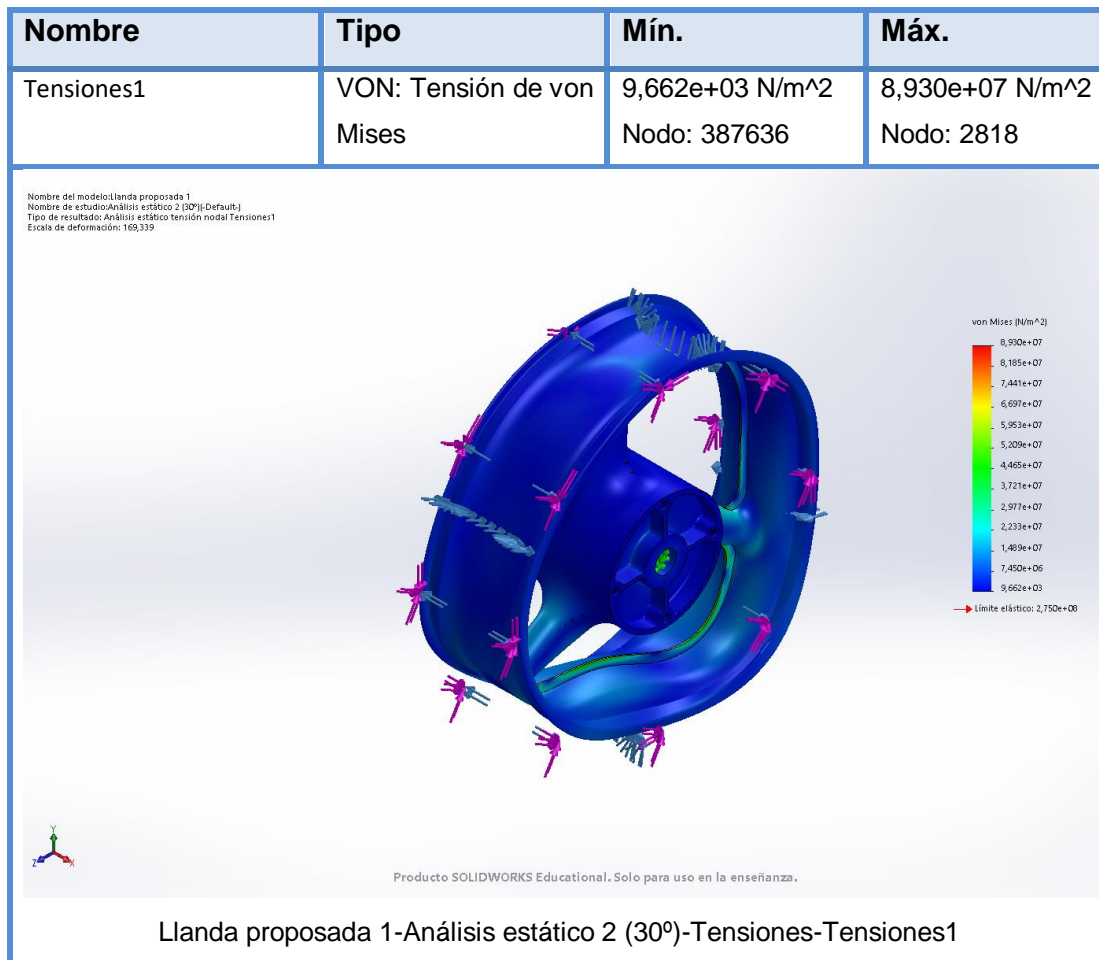 Nombre Tipo Mín. Máx.
Tensiones1 VON: Tensión de von Mises 9,662e+03 N/m^2 Nodo: 387636 8,930e+07 N/m^2 Nodo: 2818
Nombre del modelo:Llanda proposada 1
Nombre de estudio:Análisis estático 2 (30º)(-Default-)
Tipo de resultado: Análisis estático tensión nodal Tensiones1
Escala de deformación: 169,339
von Mises (N/m^2)
8,930e+07
8,185e+07
7,441e+07
6,697e+07
5,953e+07
5,209e+07
4,465e+07
3,721e+07
2,977e+07
2,233e+07
1,489e+07
7,450e+06
9,662e+03
Límite elástico: 2,750e+08
Y
Z X
Producto SOLIDWORKS Educational. Solo para uso en la enseñanza.
Llanda proposada 1-Análisis estático 2 (30º)-Tensiones-Tensiones1